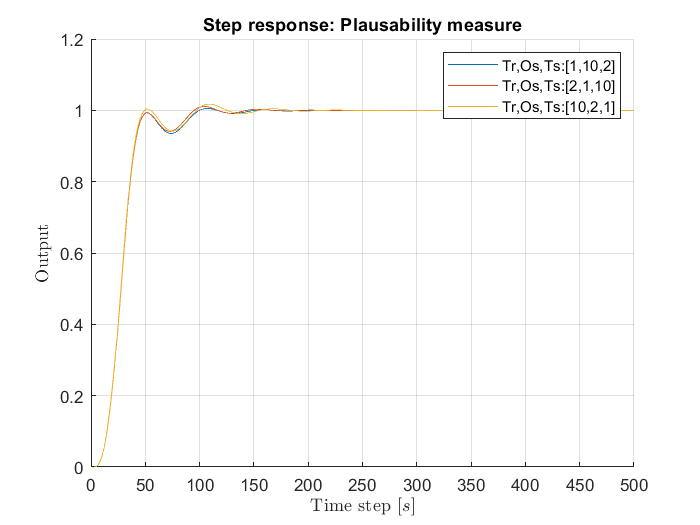 Step response: Plausability measure
1.2
1
0.8
0.6
0.4
0.2
0
Output
Tr,Os,Ts:[1,10,2]
Tr,Os,Ts:[2,1,10]
Tr,Os,Ts:[10,2,1]
0 50 100 150 200 250 300 350 400 450 500
Time step [s]